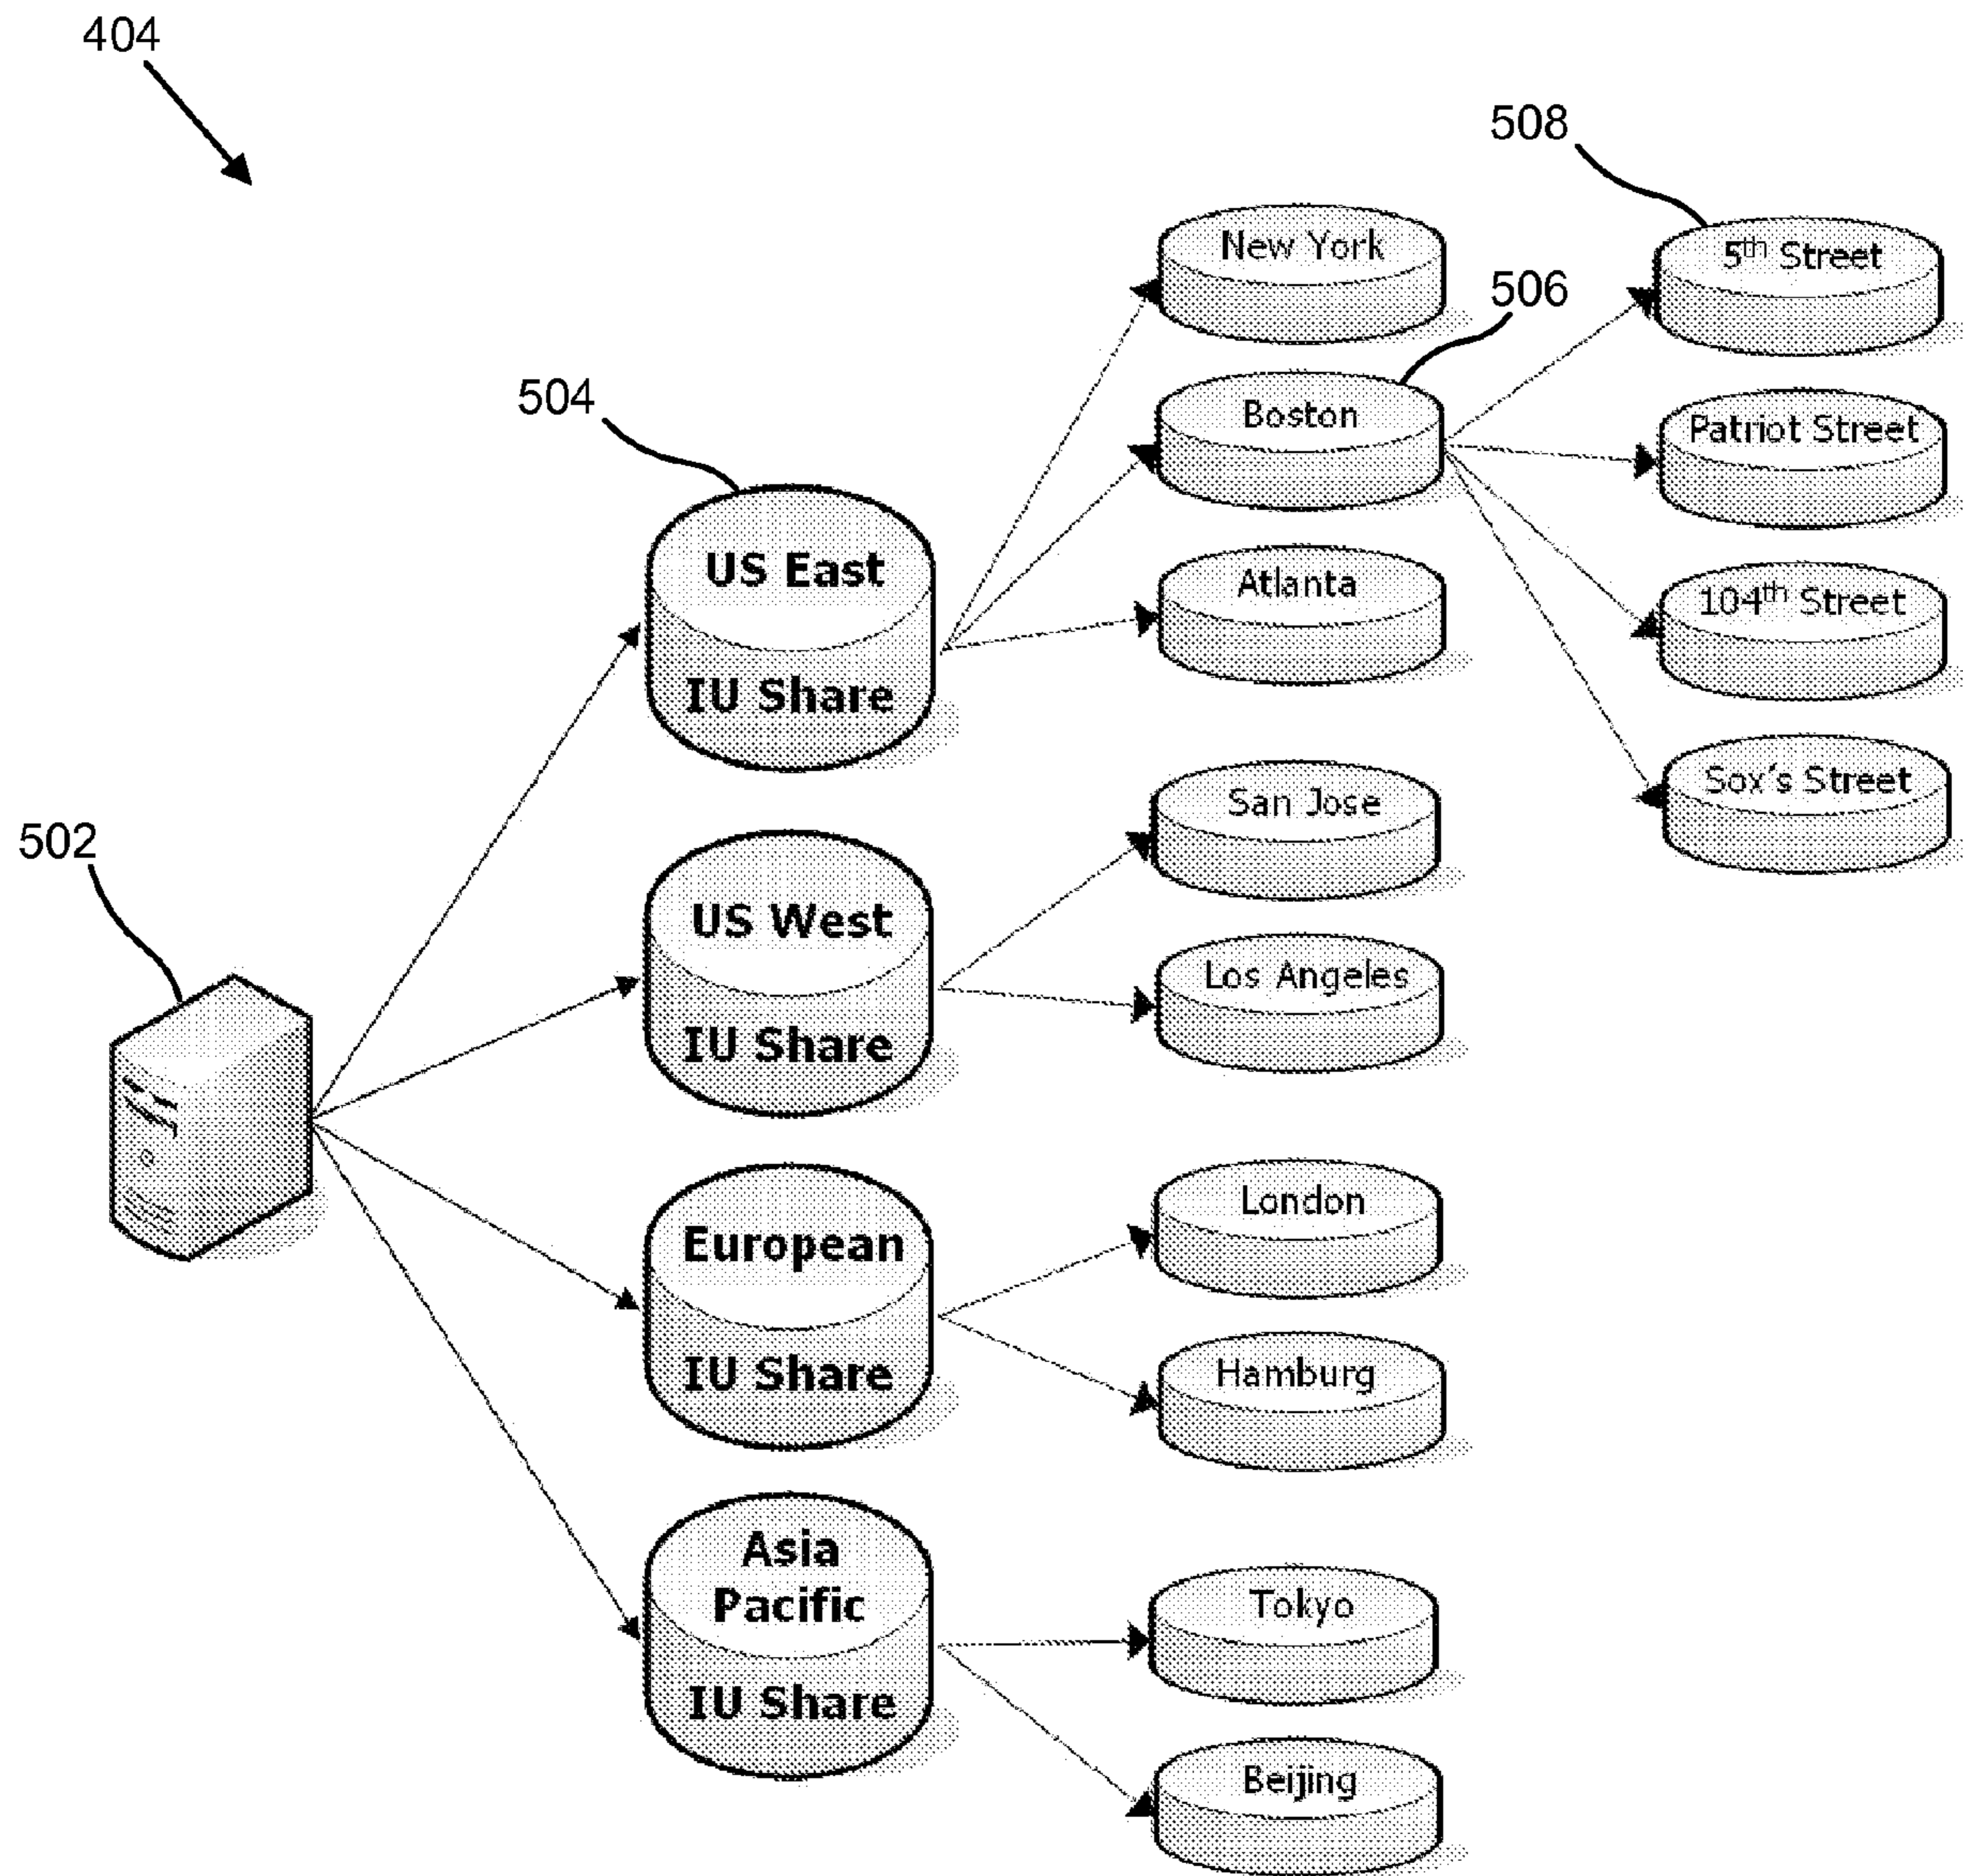 404
508
New York
5th Street
506
504
Boston
Patriot Street
US East
IU Share
Atlanta
104th Street
San Jose
Sox's Street
502
US West
IU Share
Los Angeles
European
IU Share
London
Hamburg
Asia
Pacific
IU Share
Tokyo
Beijing